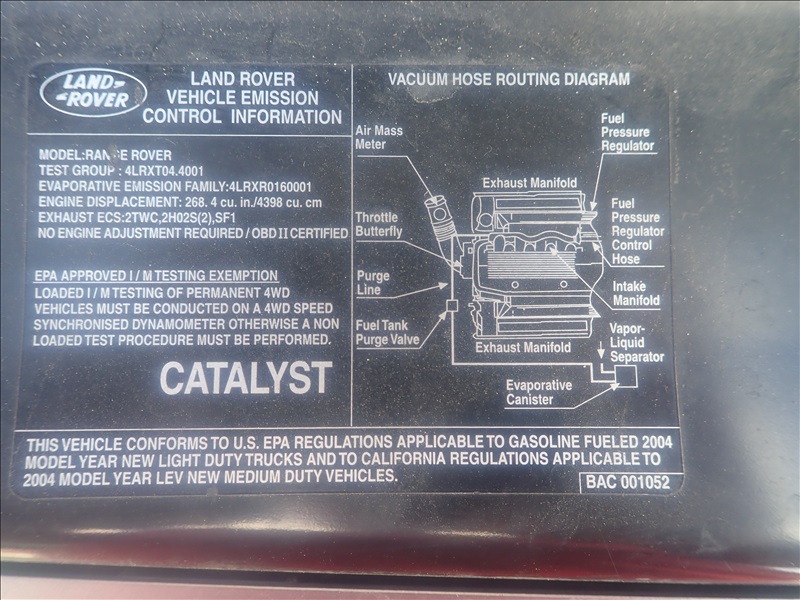 LAND-
-ROVER
LAND ROVER
VEHICLE EMISSION
CONTROL INFORMATION
MODEL:RANGE ROVER
TEST GROUP : 4LRXT04.4001
EVAPORATIVE EMISSION FAMILY:4LRXR0160001
ENGINE DISPLACEMENT: 268. 4 cu. in./4398 cu. cm
EXHAUST ECS:2TWC,2H02S(2),SF1
NO ENGINE ADJUSTMENT REQUIRED / OBD II CERTIFIED
EPA APPROVED I / M TESTING EXEMPTION
LOADED I / M TESTING OF PERMANENT 4WD
VEHICLES MUST BE CONDUCTED ON A 4WD SPEED
SYNCHRONISED DYNAMOMETER OTHERWISE A NON
LOADED TEST PROCEDURE MUST BE PERFORMED.
CATALYST
VACUUM HOSE ROUTING DIAGRAM
Air Mass
Meter
Throttle
Butterfly
Purge
Line
Fuel Tank
Purge Valve
Exhaust Manifold
Exhaust Manifold
Fuel
Pressure
Regulator
Fuel
Pressure
Regulator
Control
Hose
Intake
Manifold
Vapor-
Liquid
Separator
Evaporative
Canister
THIS VEHICLE CONFORMS TO U.S. EPA REGULATIONS APPLICABLE TO GASOLINE FUELED 2004
MODEL YEAR NEW LIGHT DUTY TRUCKS AND TO CALIFORNIA REGULATIONS APPLICABLE TO
2004 MODEL YEAR LEV NEW MEDIUM DUTY VEHICLES.
BAC 001052